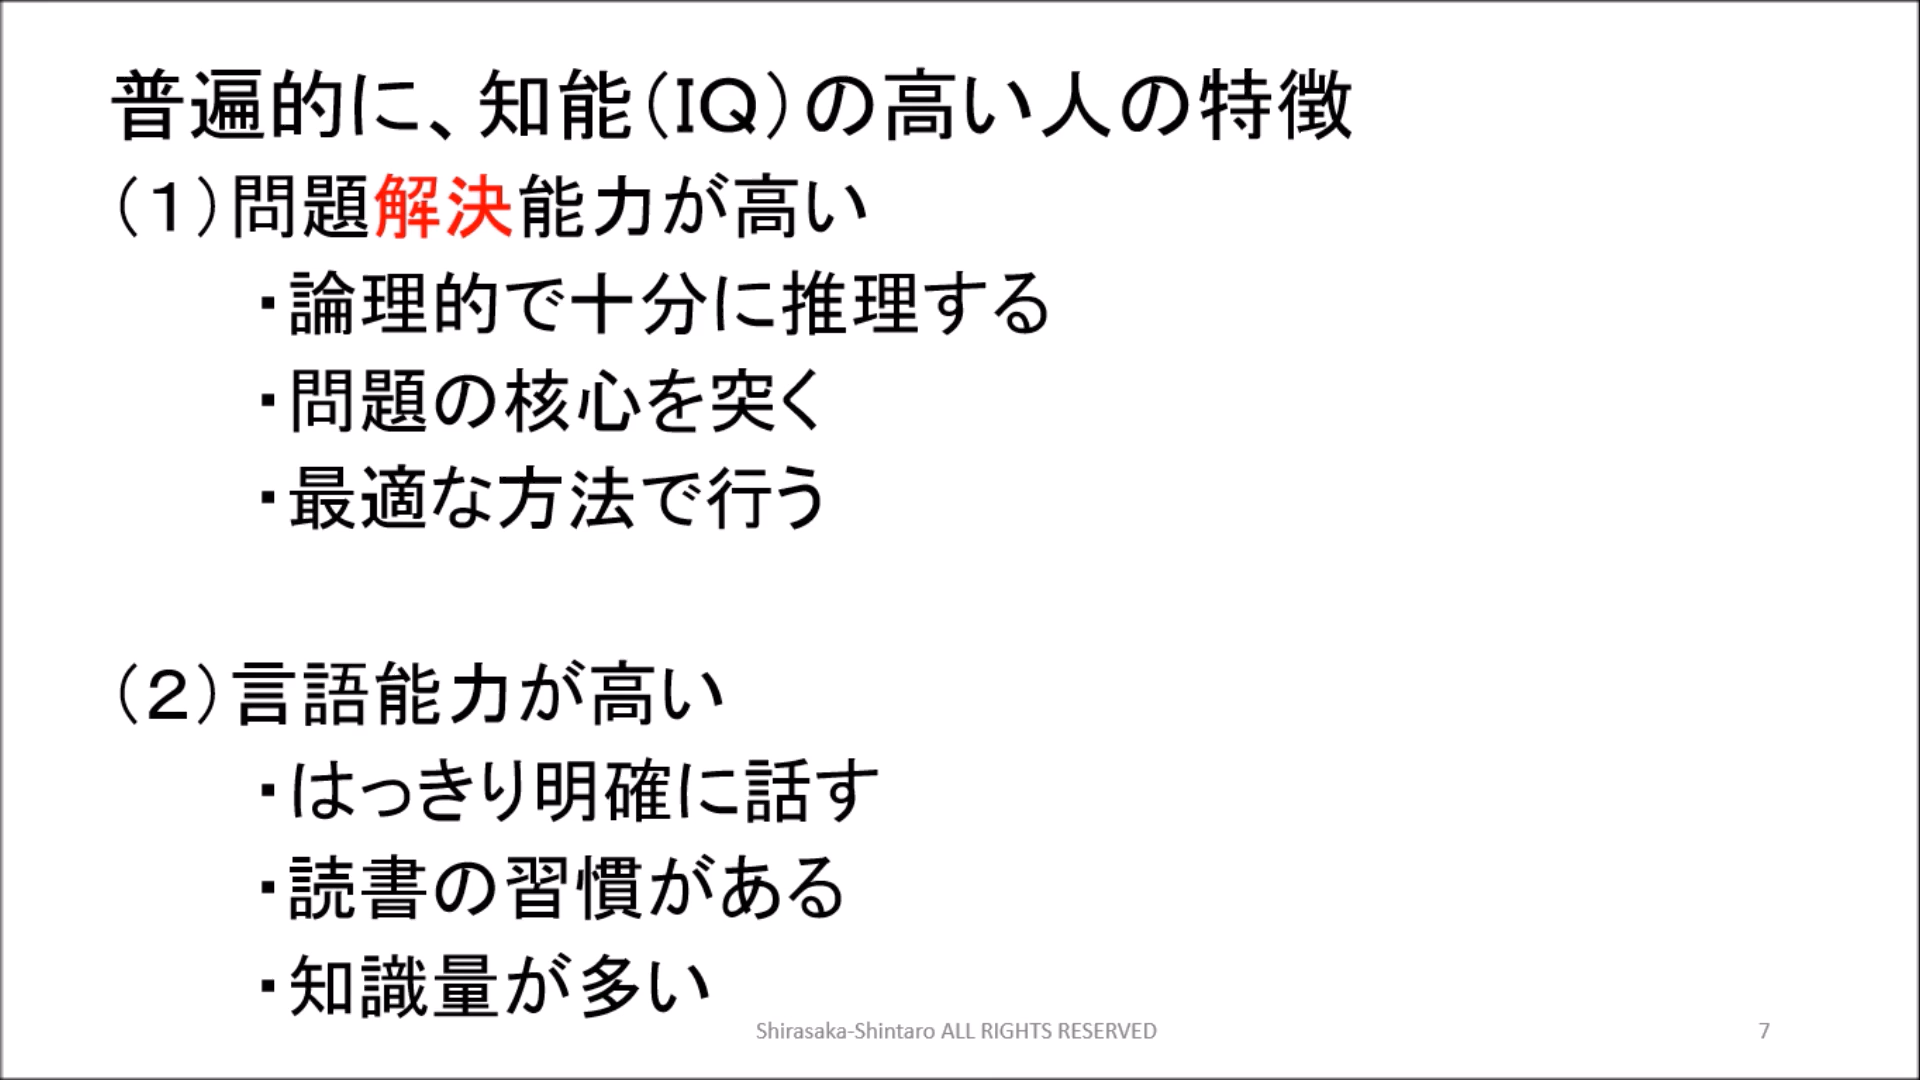 普遍的に、知能（IQ）の高い人の特徴
（１）問題解決能力が高い
・論理的で十分に推理する
・問題の核心を突く
・最適な方法で行う
（２）言語能力が高い
・はっきり明確に話す
・読書の習慣がある
・知識量が多い
Shirasaka-Shintaro ALL RIGHTS RESERVED
7